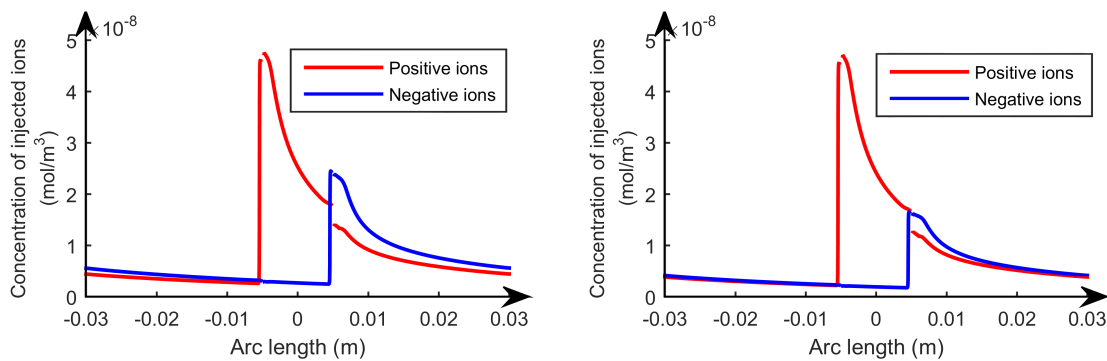 ×10⁻⁸
5
4
3
2
1
0
Concentration of injected ions
(mol/m³)
Positive ions
Negative ions
-0.03 -0.02 -0.01 0 0.01 0.02 0.03
Arc length (m)
×10⁻⁸
5
4
3
2
1
0
Concentration of injected ions
(mol/m³)
Positive ions
Negative ions
-0.03 -0.02 -0.01 0 0.01 0.02 0.03
Arc length (m)